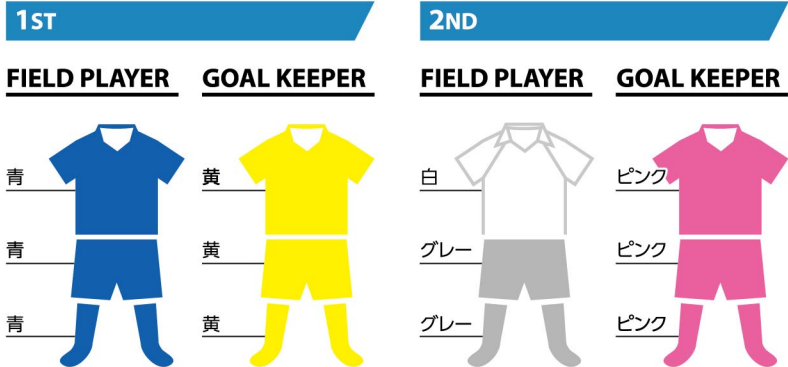 1ST
FIELD PLAYER
青
青
青
GOAL KEEPER
黄
黄
黄
2ND
FIELD PLAYER
白
グレー
グレー
GOAL KEEPER
ピンク
ピンク
ピンク